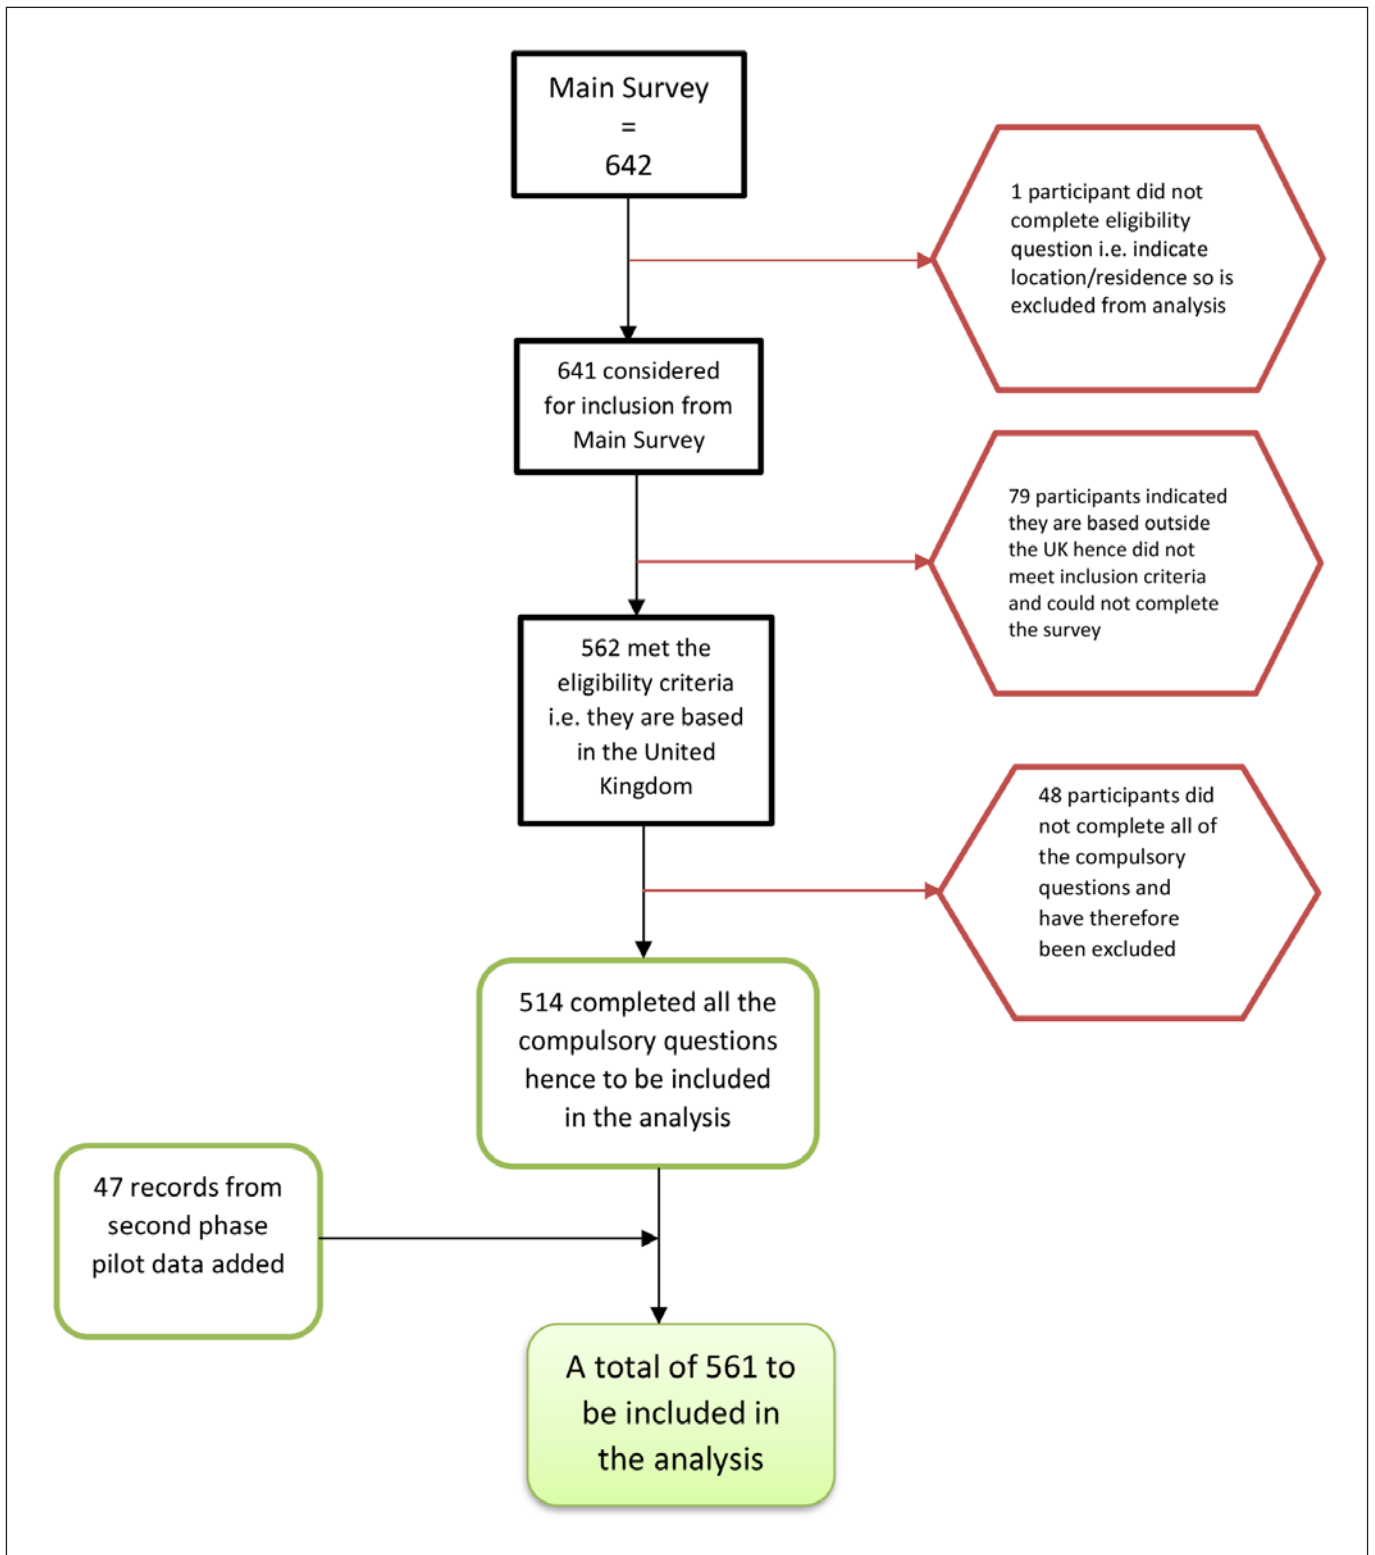 Main Survey
=
642
1 participant did not
complete eligibility
question i.e. indicate
location/residence so is
excluded from analysis
641 considered
for inclusion from
Main Survey
79 participants indicated
they are based outside
the UK hence did not
meet inclusion criteria
and could not complete
the survey
562 met the
eligibility criteria
i.e. they are based
in the United
Kingdom
48 participants did
not complete all of
the compulsory
questions and
have therefore
been excluded
514 completed all the
compulsory questions
hence to be included
in the analysis
47 records from
second phase
pilot data added
A total of 561 to
be included in
the analysis